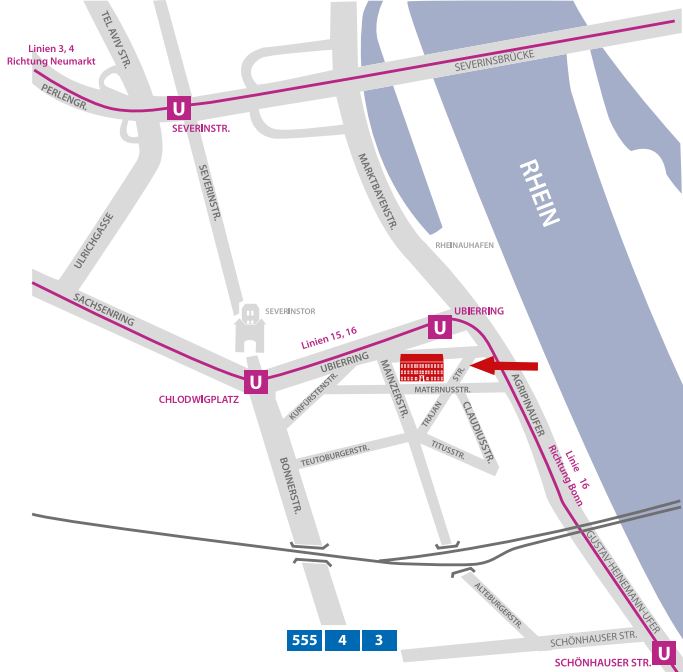 TEL AVIV STR.
Linien 3, 4
Richtung Neumarkt
PERLENGR.
U
SEVERINSTR.
SEVERINSBRÜCKE
SEVERINSTR.
MARKTBAYENSTR.
RHEIN
ULRICHGASSE
RHEINAUHAFEN
SACHSENRING
SEVERINSTOR
Linien 15, 16
UBIERRING
U
UBIERRING
U
CHLODWIGPLATZ
KURFÜRSTENSTR.
MAINZERSTR.
MATERNUSSTR.
TRAJAN
STR.
CLAUDIUSSTR.
AGRIPINAUFER
TEUTOBURGERSTR.
TITUSSTR.
BONNERSTR.
Linie 16
Richtung Bonn
GUSTAV-HEINEMANN-UFER
ALTEBURGERSTR.
SCHÖNHAUSER STR.
555 4 3
U
SCHÖNHAUSER STR.